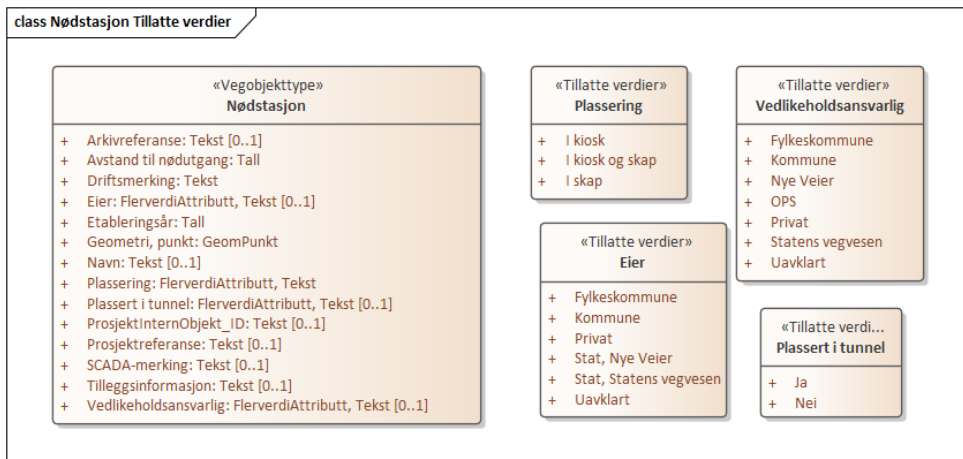 class Nødstasjon Tillatte verdier
«Vegobjekttype»
Nødstasjon
+ Arkivreferanse: Tekst [0..1]
+ Avstand til nødutgang: Tall
+ Driftsmerking: Tekst
+ Eier: FlerverdiAttributt, Tekst [0..1]
+ Etableringsår: Tall
+ Geometri, punkt: GeomPunkt
+ Navn: Tekst [0..1]
+ Plassering: FlerverdiAttributt, Tekst
+ Plassert i tunnel: FlerverdiAttributt, Tekst [0..1]
+ ProsjektInternObjekt_ID: Tekst [0..1]
+ Prosjektreferanse: Tekst [0..1]
+ SCADA-merking: Tekst [0..1]
+ Tilleggsinformasjon: Tekst [0..1]
+ Vedlikeholdsansvarlig: FlerverdiAttributt, Tekst [0..1]
«Tillatte verdier»
Plassering
+ I kiosk
+ I kiosk og skap
+ I skap
«Tillatte verdier»
Eier
+ Fylkeskommune
+ Kommune
+ Privat
+ Stat, Nye Veier
+ Stat, Statens vegvesen
+ Uavklart
«Tillatte verdier»
Vedlikeholdsansvarlig
+ Fylkeskommune
+ Kommune
+ Nye Veier
+ OPS
+ Privat
+ Statens vegvesen
+ Uavklart
«Tillatte verdi...
Plassert i tunnel
+ Ja
+ Nei